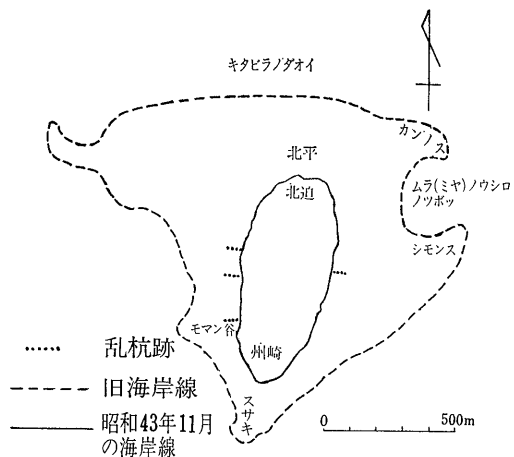 キタビラノダオイ
カンノス
北平
北迫
ムラ(ミヤ)ノウシロ
ノツボッ
シモンス
モマン谷
州崎
スサキ
乱杭跡
旧海岸線
昭和43年11月
の海岸線
0 500m